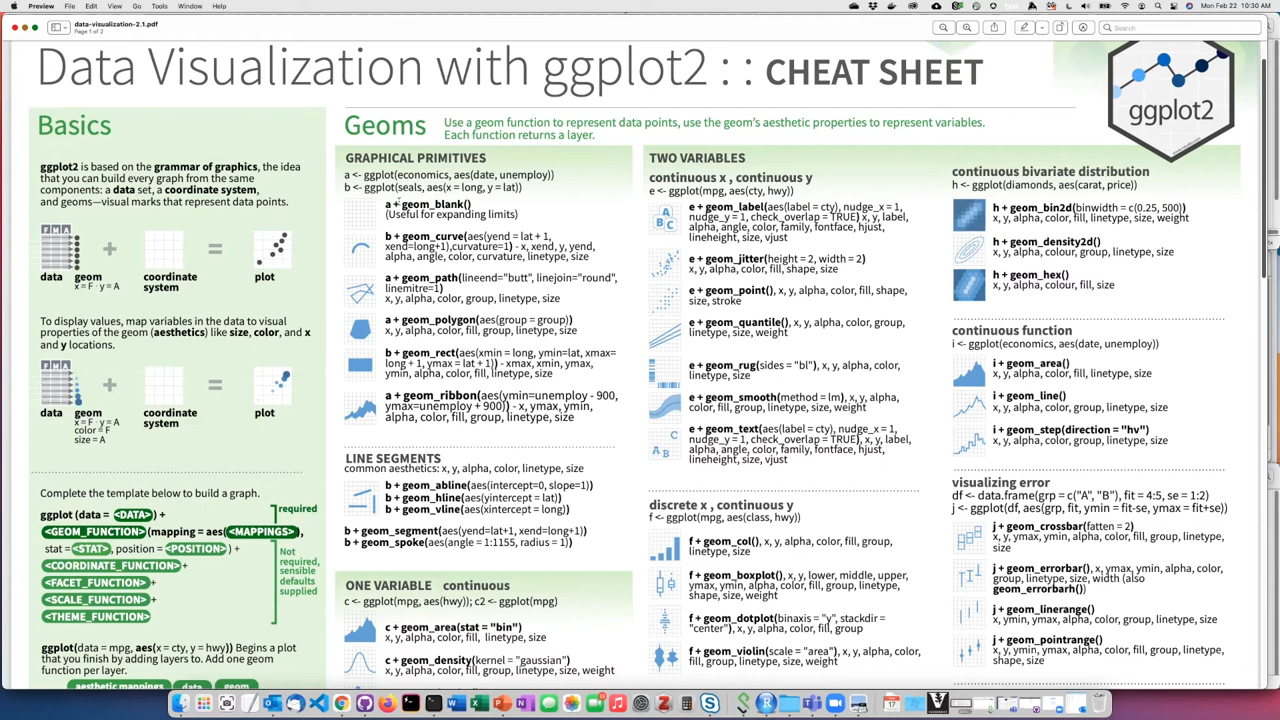 Preview File Edit View Go Tools Window Help
Mon Feb 22 10:30 AM
data-visualization-2.1.pdf
Page 1 of 2
Search
Data Visualization with ggplot2 : : CHEAT SHEET
ggplot2
Basics
ggplot2 is based on the grammar of graphics, the idea
that you can build every graph from the same
components: a data set, a coordinate system,
and geoms—visual marks that represent data points.
F M A
+
=
data geom coordinate plot
x = F · y = A system
To display values, map variables in the data to visual
properties of the geom (aesthetics) like size, color, and x
and y locations.
F M A
+
=
data geom coordinate plot
x = F · y = A system
color = F
size = A
Complete the template below to build a graph.
ggplot (data = <DATA>) +
<GEOM_FUNCTION>(mapping = aes(<MAPPINGS>),
stat = <STAT>, position = <POSITION>) +
<COORDINATE_FUNCTION> +
<FACET_FUNCTION> +
<SCALE_FUNCTION> +
<THEME_FUNCTION>
required
Not
required,
sensible
defaults
supplied
ggplot(data = mpg, aes(x = cty, y = hwy)) Begins a plot
that you finish by adding layers to. Add one geom
function per layer.
aesthetic mappings data geom
Geoms
Use a geom function to represent data points, use the geom's aesthetic properties to represent variables.
Each function returns a layer.
GRAPHICAL PRIMITIVES
a <- ggplot(economics, aes(date, unemploy))
b <- ggplot(seals, aes(x = long, y = lat))
a + geom_blank()
(Useful for expanding limits)
b + geom_curve(aes(yend = lat + 1,
xend=long+1),curvature=1) - x, xend, y, yend,
alpha, angle, color, curvature, linetype, size
a + geom_path(lineend="butt", linejoin="round",
linemitre=1)
x, y, alpha, color, group, linetype, size
a + geom_polygon(aes(group = group))
x, y, alpha, color, fill, group, linetype, size
b + geom_rect(aes(xmin = long, ymin=lat, xmax=
long + 1, ymax = lat + 1)) - xmax, xmin, ymax,
ymin, alpha, color, fill, linetype, size
a + geom_ribbon(aes(ymin=unemploy - 900,
ymax=unemploy + 900)) - x, ymax, ymin,
alpha, color, fill, group, linetype, size
LINE SEGMENTS
common aesthetics: x, y, alpha, color, linetype, size
b + geom_abline(aes(intercept=0, slope=1))
b + geom_hline(aes(yintercept = lat))
b + geom_vline(aes(xintercept = long))
b + geom_segment(aes(yend=lat+1, xend=long+1))
b + geom_spoke(aes(angle = 1:1155, radius = 1))
ONE VARIABLE continuous
c <- ggplot(mpg, aes(hwy)); c2 <- ggplot(mpg)
c + geom_area(stat = "bin")
x, y, alpha, color, fill, linetype, size
c + geom_density(kernel = "gaussian")
x, y, alpha, color, fill, group, linetype, size, weight
TWO VARIABLES
continuous x , continuous y
e <- ggplot(mpg, aes(cty, hwy))
e + geom_label(aes(label = cty), nudge_x = 1,
nudge_y = 1, check_overlap = TRUE) x, y, label,
alpha, angle, color, family, fontface, hjust,
lineheight, size, vjust
e + geom_jitter(height = 2, width = 2)
x, y, alpha, color, fill, shape, size
e + geom_point(), x, y, alpha, color, fill, shape,
size, stroke
e + geom_quantile(), x, y, alpha, color, group,
linetype, size, weight
e + geom_rug(sides = "bl"), x, y, alpha, color,
linetype, size
e + geom_smooth(method = lm), x, y, alpha,
color, fill, group, linetype, size, weight
e + geom_text(aes(label = cty), nudge_x = 1,
nudge_y = 1, check_overlap = TRUE), x, y, label,
alpha, angle, color, family, fontface, hjust,
lineheight, size, vjust
discrete x , continuous y
f <- ggplot(mpg, aes(class, hwy))
f + geom_col(), x, y, alpha, color, fill, group,
linetype, size
f + geom_boxplot(), x, y, lower, middle, upper,
ymax, ymin, alpha, color, fill, group, linetype,
shape, size, weight
f + geom_dotplot(binaxis = "y", stackdir =
"center"), x, y, alpha, color, fill, group
f + geom_violin(scale = "area"), x, y, alpha, color,
fill, group, linetype, size, weight
continuous bivariate distribution
h <- ggplot(diamonds, aes(carat, price))
h + geom_bin2d(binwidth = c(0.25, 500))
x, y, alpha, color, fill, linetype, size, weight
h + geom_density2d()
x, y, alpha, colour, group, linetype, size
h + geom_hex()
x, y, alpha, colour, fill, size
continuous function
i <- ggplot(economics, aes(date, unemploy))
i + geom_area()
x, y, alpha, color, fill, linetype, size
i + geom_line()
x, y, alpha, color, group, linetype, size
i + geom_step(direction = "hv")
x, y, alpha, color, group, linetype, size
visualizing error
df <- data.frame(grp = c("A", "B"), fit = 4:5, se = 1:2)
j <- ggplot(df, aes(grp, fit, ymin = fit-se, ymax = fit+se))
j + geom_crossbar(fatten = 2)
x, y, ymax, ymin, alpha, color, fill, group, linetype,
size
j + geom_errorbar(), x, ymax, ymin, alpha, color,
group, linetype, size, width (also
geom_errorbarh())
j + geom_linerange()
x, ymin, ymax, alpha, color, group, linetype, size
j + geom_pointrange()
x, y, ymin, ymax, alpha, color, fill, group, linetype,
shape, size